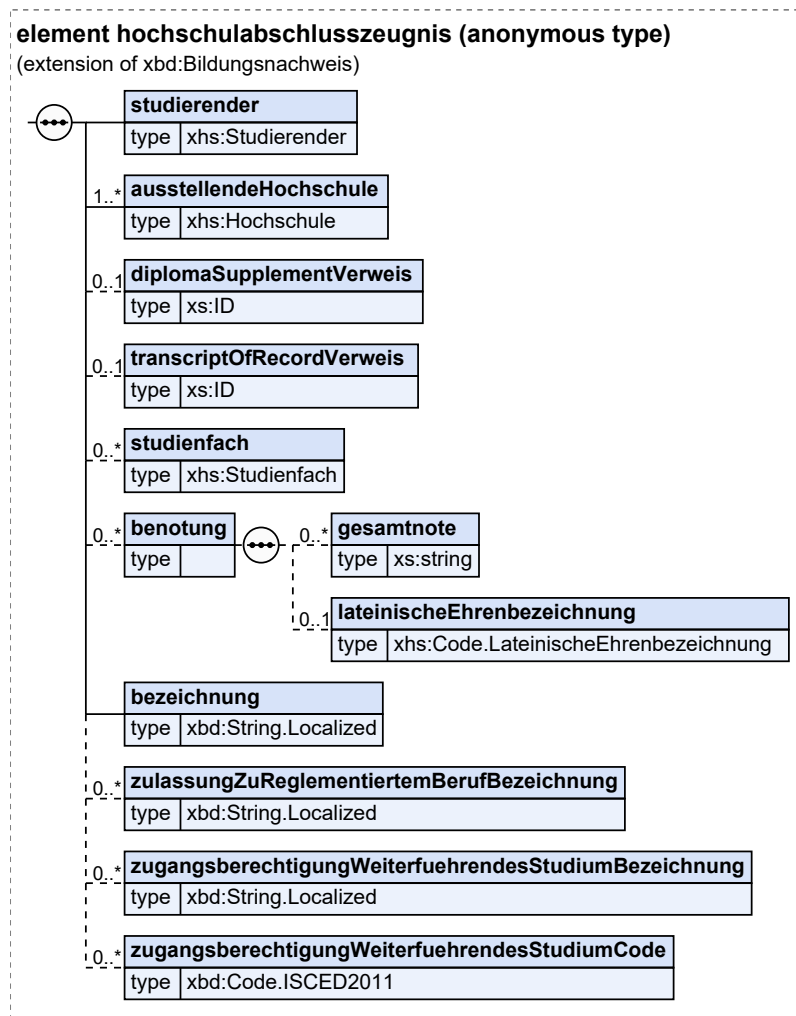 element hochschulabschlusszeugnis (anonymous type)
(extension of xbd:Bildungsnachweis)
studierender
type xhs:Studierender
1..* ausstellendeHochschule
type xhs:Hochschule
0..1 diplomaSupplementVerweis
type xs:ID
0..1 transcriptOfRecordVerweis
type xs:ID
0..* studienfach
type xhs:Studienfach
0..* benotung
type
0..* gesamtnote
type xs:string
0..1 lateinischeEhrenbezeichnung
type xhs:Code.LateinischeEhrenbezeichnung
bezeichnung
type xbd:String.Localized
0..* zulassungZuReglementiertemBerufBezeichnung
type xbd:String.Localized
0..* zugangsberechtigungWeiterfuehrendesStudiumBezeichnung
type xbd:String.Localized
0..* zugangsberechtigungWeiterfuehrendesStudiumCode
type xbd:Code.ISCED2011